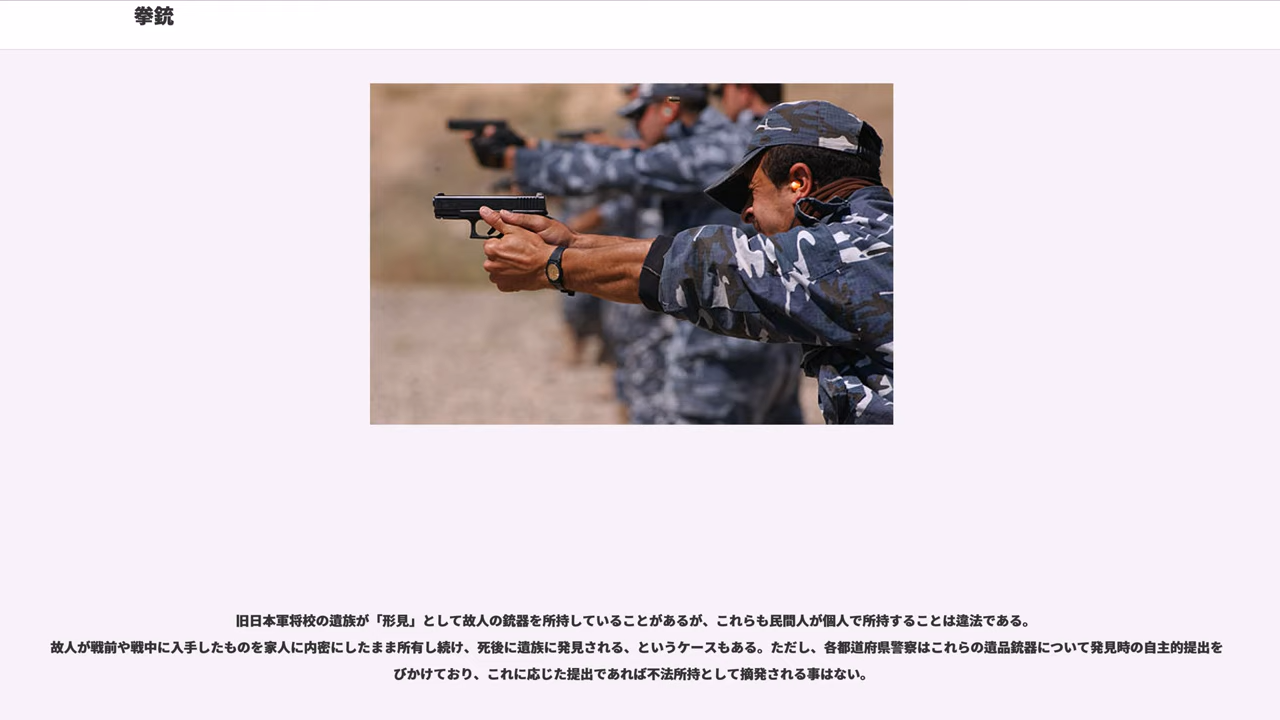 拳銃
旧日本軍将校の遺族が「形見」として故人の銃器を所持していることがあるが、これらも民間人が個人で所持することは違法である。
故人が戦前や戦中に入手したものを家人に内密にしたまま所有し続け、死後に遺族に発見される、というケースもある。ただし、各都道府県警察はこれらの遺品銃器について発見時の自主的提出を
びかけており、これに応じた提出であれば不法所持として摘発される事はない。